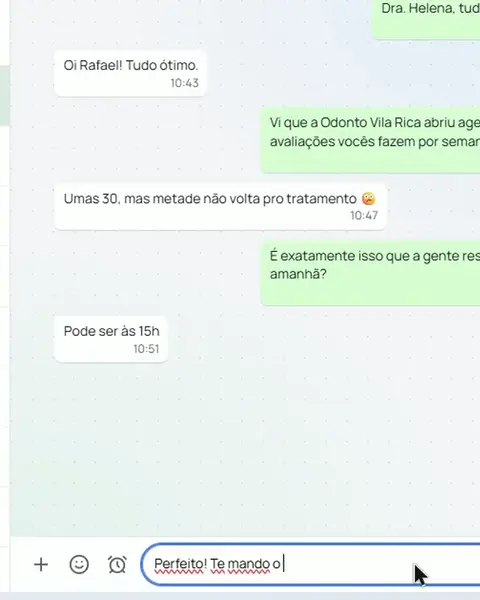 Dra. Helena, tud
Oi Rafael! Tudo ótimo.
10:43
Vi que a Odonto Vila Rica abriu age
avaliações vocês fazem por seman
Umas 30, mas metade não volta pro tratamento 😥
10:47
É exatamente isso que a gente res
amanhã?
Pode ser às 15h
10:51
Perfeito! Te mando o